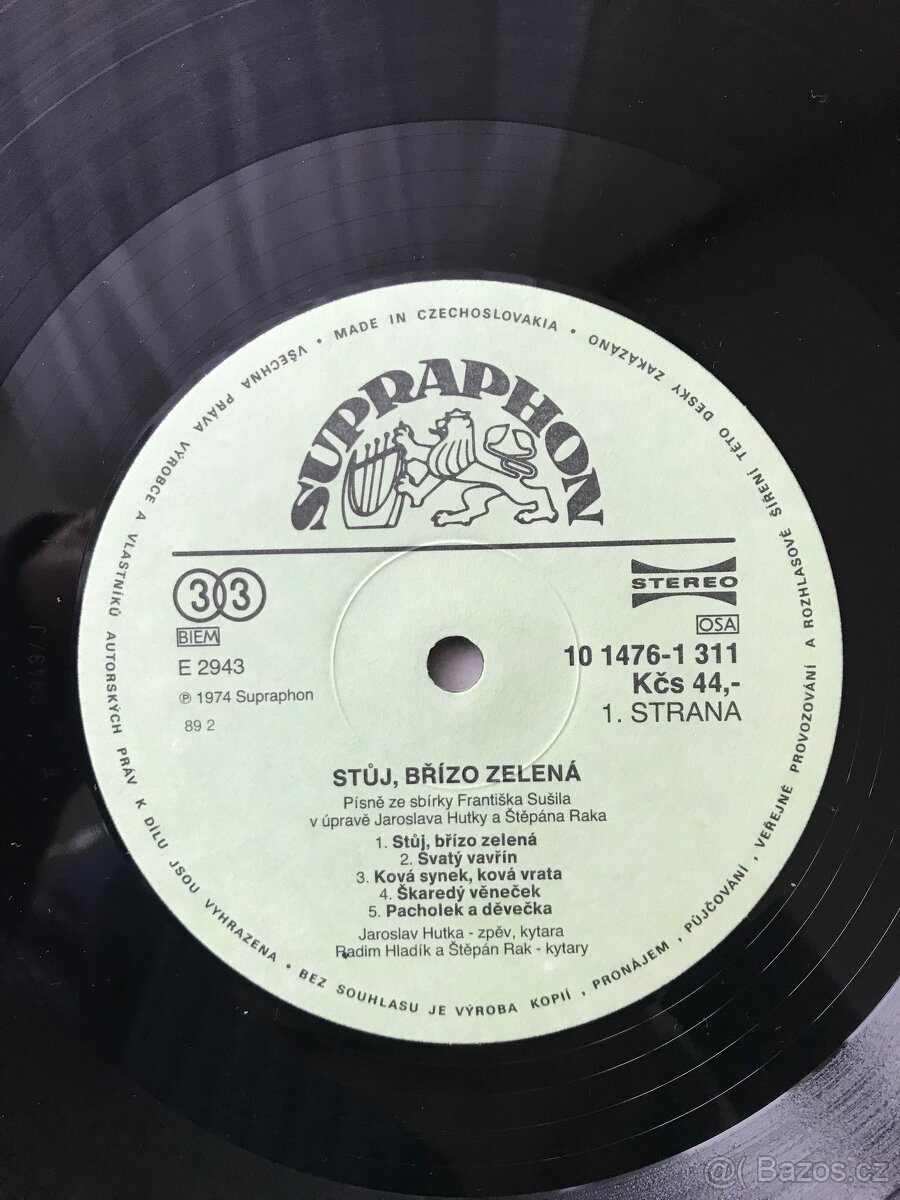 VŠECHNA PRÁVA VÝROBCE A VLASTNÍKŮ AUTORSKÝCH PRÁV K DÍLU JSOU VYHRAZENA • BEZ SOUHLASU JE VÝROBA KOPIÍ , PRONÁJEM , PŮJČOVÁNÍ , VEŘEJNÉ PROVOZOVÁNÍ A ROZHLASOVÉ ŠÍŘENÍ TÉTO DESKY ZAKÁZÁNO • MADE IN CZECHOSLOVAKIA •
SUPRAPHON
33
STEREO
BIEM
OSA
E 2943
10 1476-1 311
℗ 1974 Supraphon
Kčs 44,-
89 2
1. STRANA
STŮJ, BŘÍZO ZELENÁ
Písně ze sbírky Františka Sušila
v úpravě Jaroslava Hutky a Štěpána Raka
1. Stůj, břízo zelená
2. Svatý vavřín
3. Ková synek, ková vrata
4. Škaredý věneček
5. Pacholek a děvečka
Jaroslav Hutka - zpěv, kytara
Radim Hladík a Štěpán Rak - kytary
@( Bazos.cz